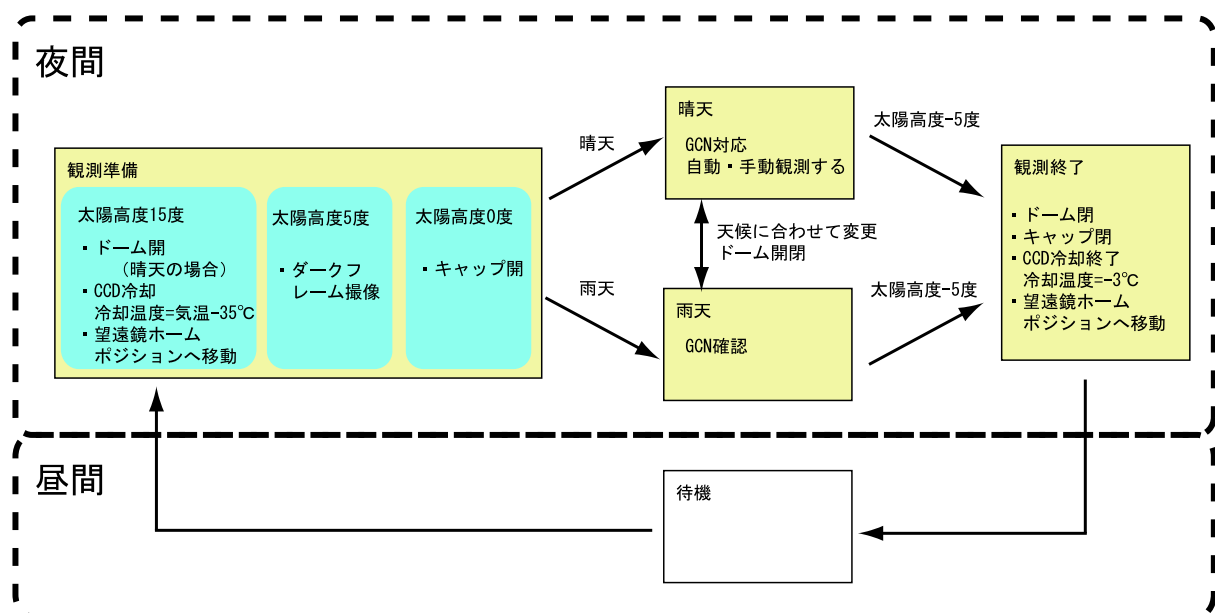 夜間
観測準備
太陽高度15度
・ドーム開
(晴天の場合)
・CCD冷却
冷却温度=気温-35℃
・望遠鏡ホーム
ポジションへ移動
太陽高度5度
・ダークフ
レーム撮像
太陽高度0度
・キャップ開
晴天
雨天
晴天
GCN対応
自動・手動観測する
天候に合わせて変更
ドーム開閉
雨天
GCN確認
太陽高度-5度
太陽高度-5度
観測終了
・ドーム閉
・キャップ閉
・CCD冷却終了
冷却温度=-3℃
・望遠鏡ホーム
ポジションへ移動
昼間
待機